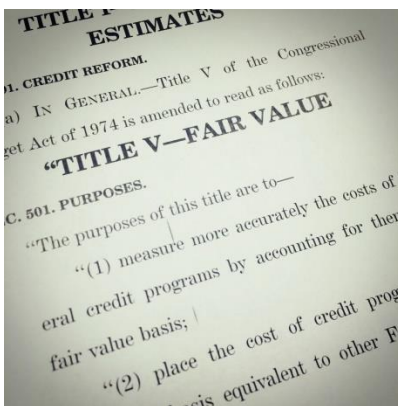 TITLE
ESTIMATES
01. CREDIT REFORM.
a) IN GENERAL.—Title V of the Congressional
get Act of 1974 is amended to read as follows:
“TITLE V—FAIR VALUE
C. 501. PURPOSES.
“The purposes of this title are to—
“(1) measure more accurately the costs of
eral credit programs by accounting for them
fair value basis;
“(2) place the cost of credit prog
basis equivalent to other F